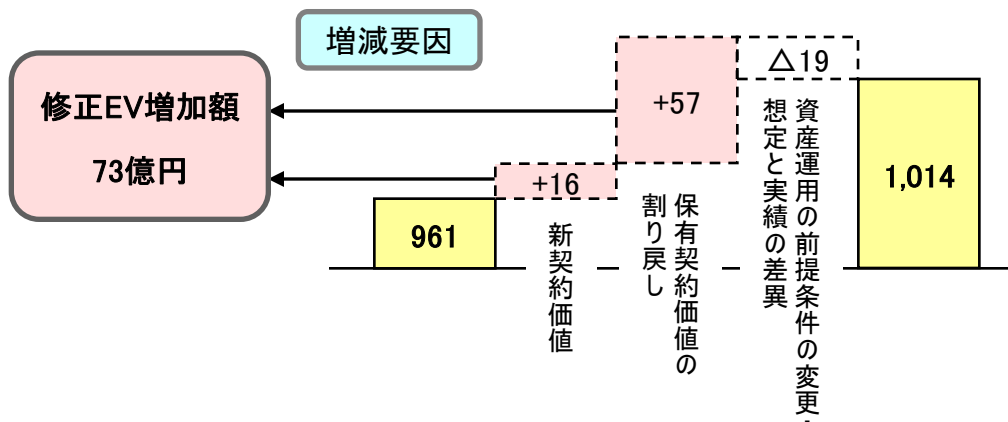 増減要因
修正EV増加額
73億円
961
+16
+57
△19
1,014
新契約価値
保有契約価値の
割り戻し
資産運用の前提条件の変更
想定と実績の差異